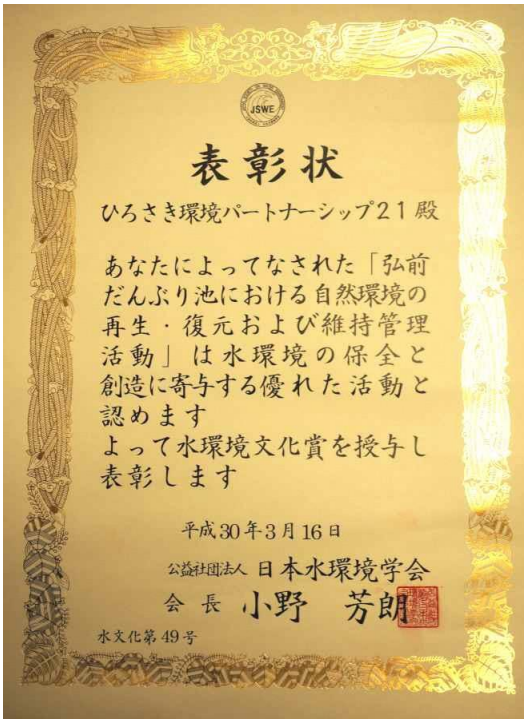 JSWE
表彰状
ひろさき環境パートナーシップ21殿
あなたによってなされた「弘前
だんぶり池における自然環境の
再生・復元および維持管理
活動」は水環境の保全と
創造に寄与する優れた活動と
認めます
よって水環境文化賞を授与し
表彰します
平成30年3月16日
公益社団法人 日本水環境学会
会長 小野 芳朗
水文化第49号